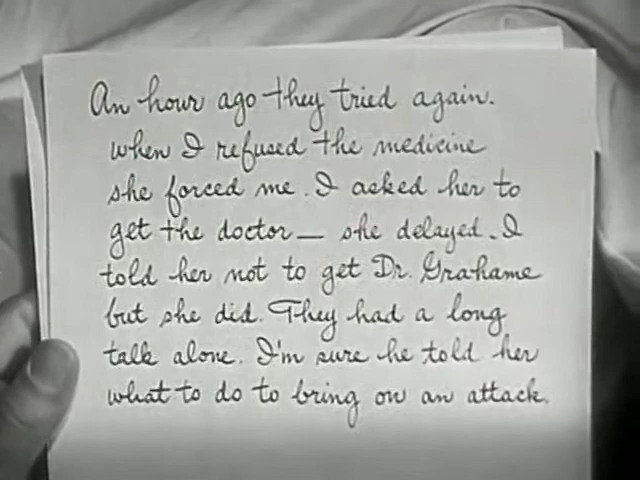 An hour ago they tried again.
when I refused the medicine
she forced me. I asked her to
get the doctor— she delayed. I
told her not to get Dr. Grahame
but she did. They had a long
talk alone. I'm sure he told her
what to do to bring on an attack.